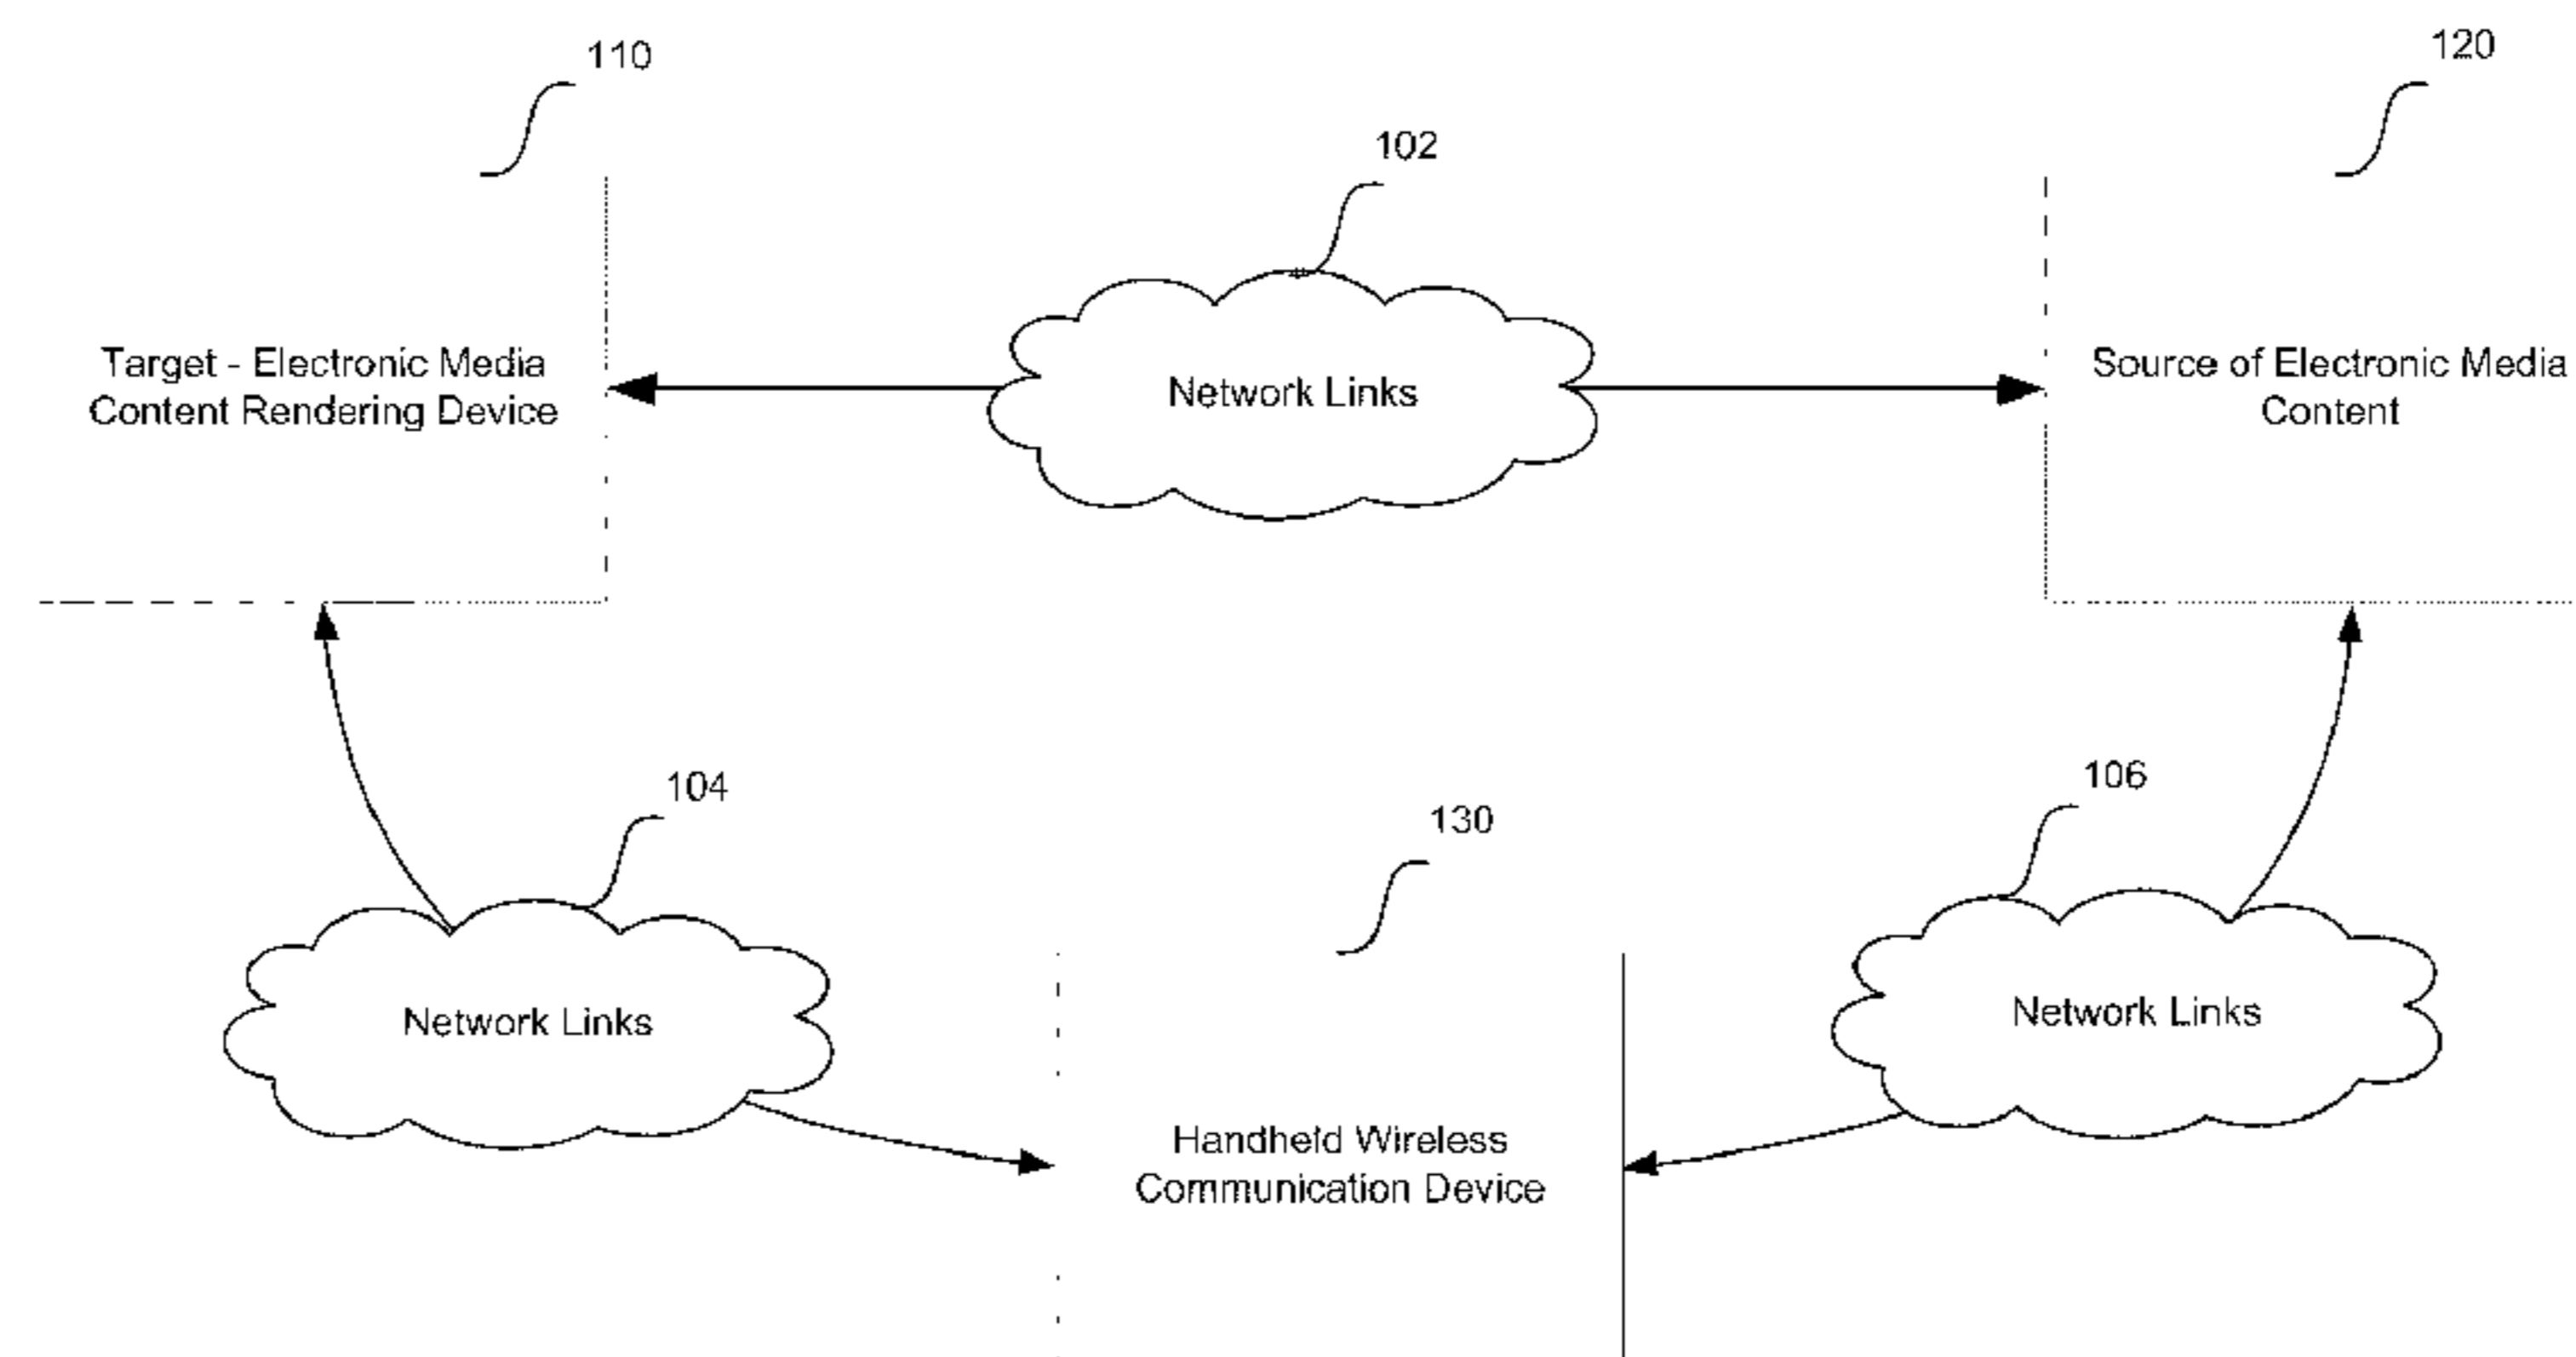 110
120
102
Target - Electronic Media
Content Rendering Device
Network Links
Source of Electronic Media
Content
104
106
130
Network Links
Network Links
Handheld Wireless
Communication Device